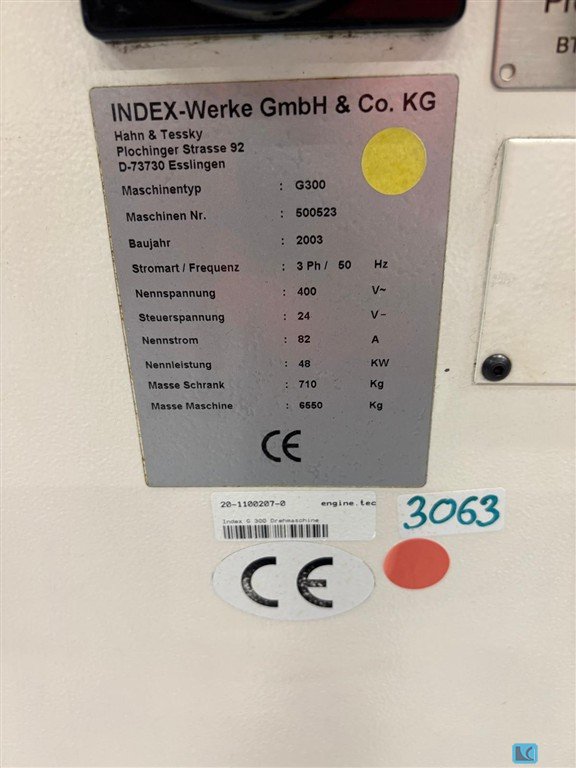 INDEX-Werke GmbH & Co. KG
Hahn & Tessky
Plochinger Strasse 92
D-73730 Esslingen
Maschinentyp : G300
Maschinen Nr. : 500523
Baujahr : 2003
Stromart / Frequenz : 3 Ph / 50 Hz
Nennspannung : 400 V~
Steuerspannung : 24 V–
Nennstrom : 82 A
Nennleistung : 48 KW
Masse Schrank : 710 Kg
Masse Maschine : 6550 Kg
CE
20-1100207-0 engine.tec
Index G 300 Drehmaschine
3063
CE